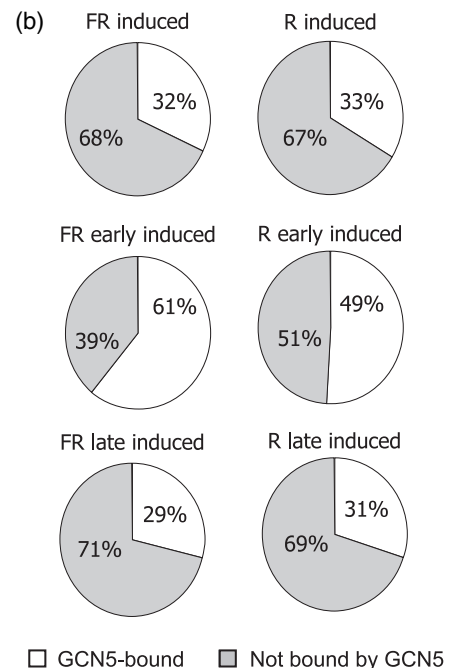 (b)
FR induced
R induced
32%
68%
33%
67%
FR early induced
R early induced
61%
39%
49%
51%
FR late induced
R late induced
29%
71%
31%
69%
GCN5-bound
Not bound by GCN5